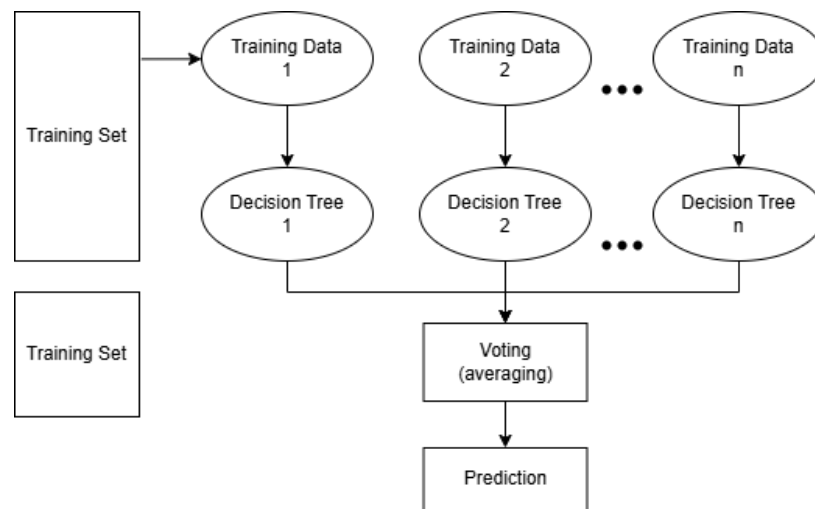 Training Set
Training Data
1
Training Data
2
Training Data
n
Decision Tree
1
Decision Tree
2
Decision Tree
n
Training Set
Voting
(averaging)
Prediction